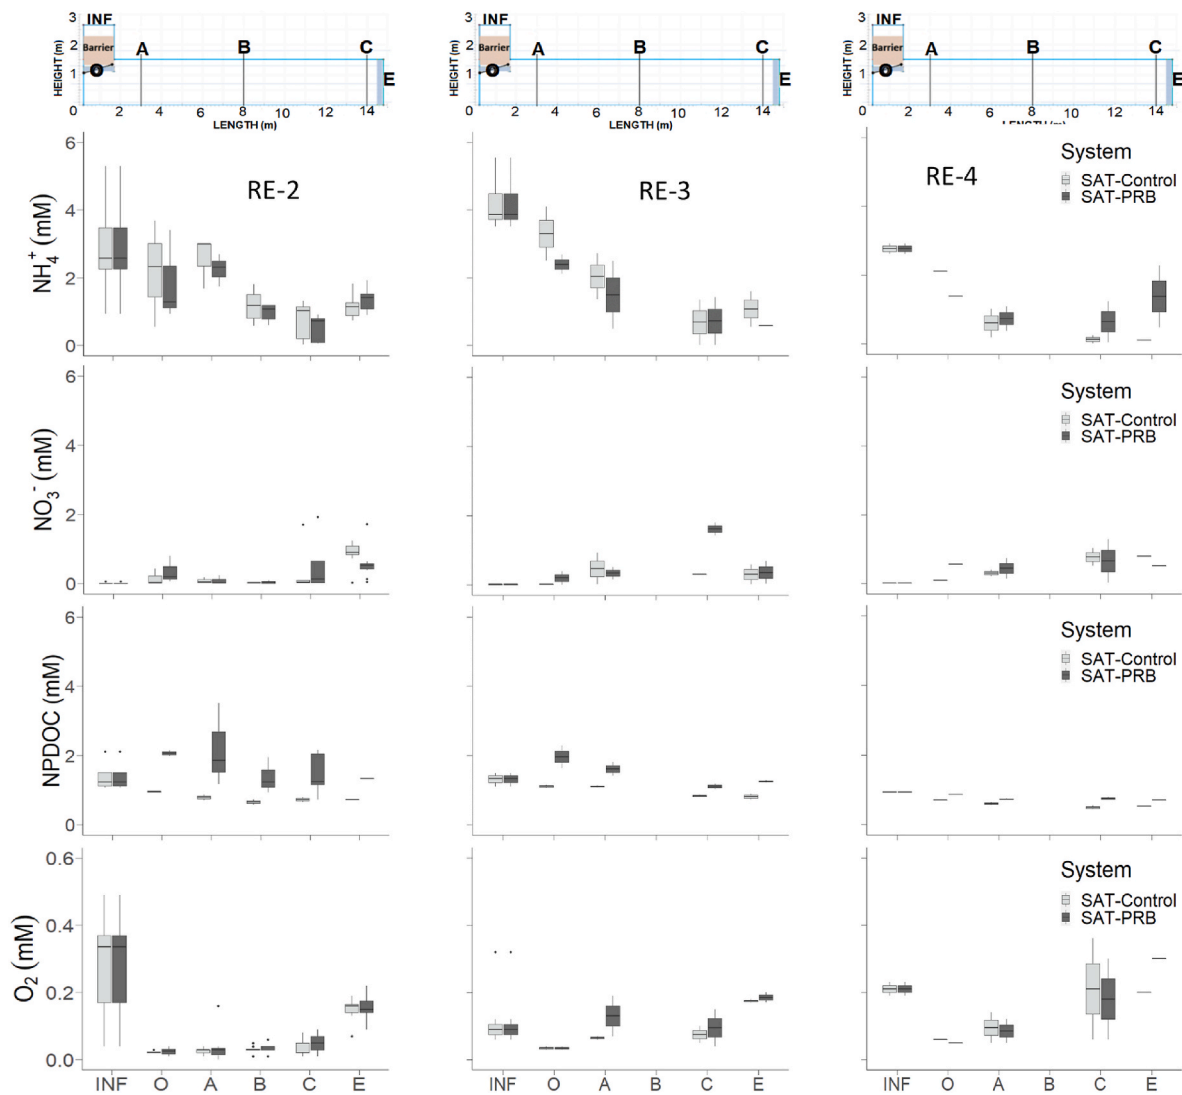 3 INF
2 Barrier A B C
1 O E
HEIGHT (m)
0 2 4 6 8 10 12 14
LENGTH (m)
3 INF
2 Barrier A B C
1 O E
HEIGHT (m)
0 2 4 6 8 10 12 14
LENGTH (m)
3 INF
2 Barrier A B C
1 O E
HEIGHT (m)
0 2 4 6 8 10 12 14
LENGTH (m)
RE-2
RE-3
RE-4
System
SAT-Control
SAT-PRB
NH₄⁺ (mM)
6
4
2
0
System
SAT-Control
SAT-PRB
NO₃⁻ (mM)
6
4
2
0
System
SAT-Control
SAT-PRB
NPDOC (mM)
6
4
2
0
System
SAT-Control
SAT-PRB
O₂ (mM)
0.6
0.4
0.2
0.0
INF O A B C E
INF O A B C E
INF O A B C E